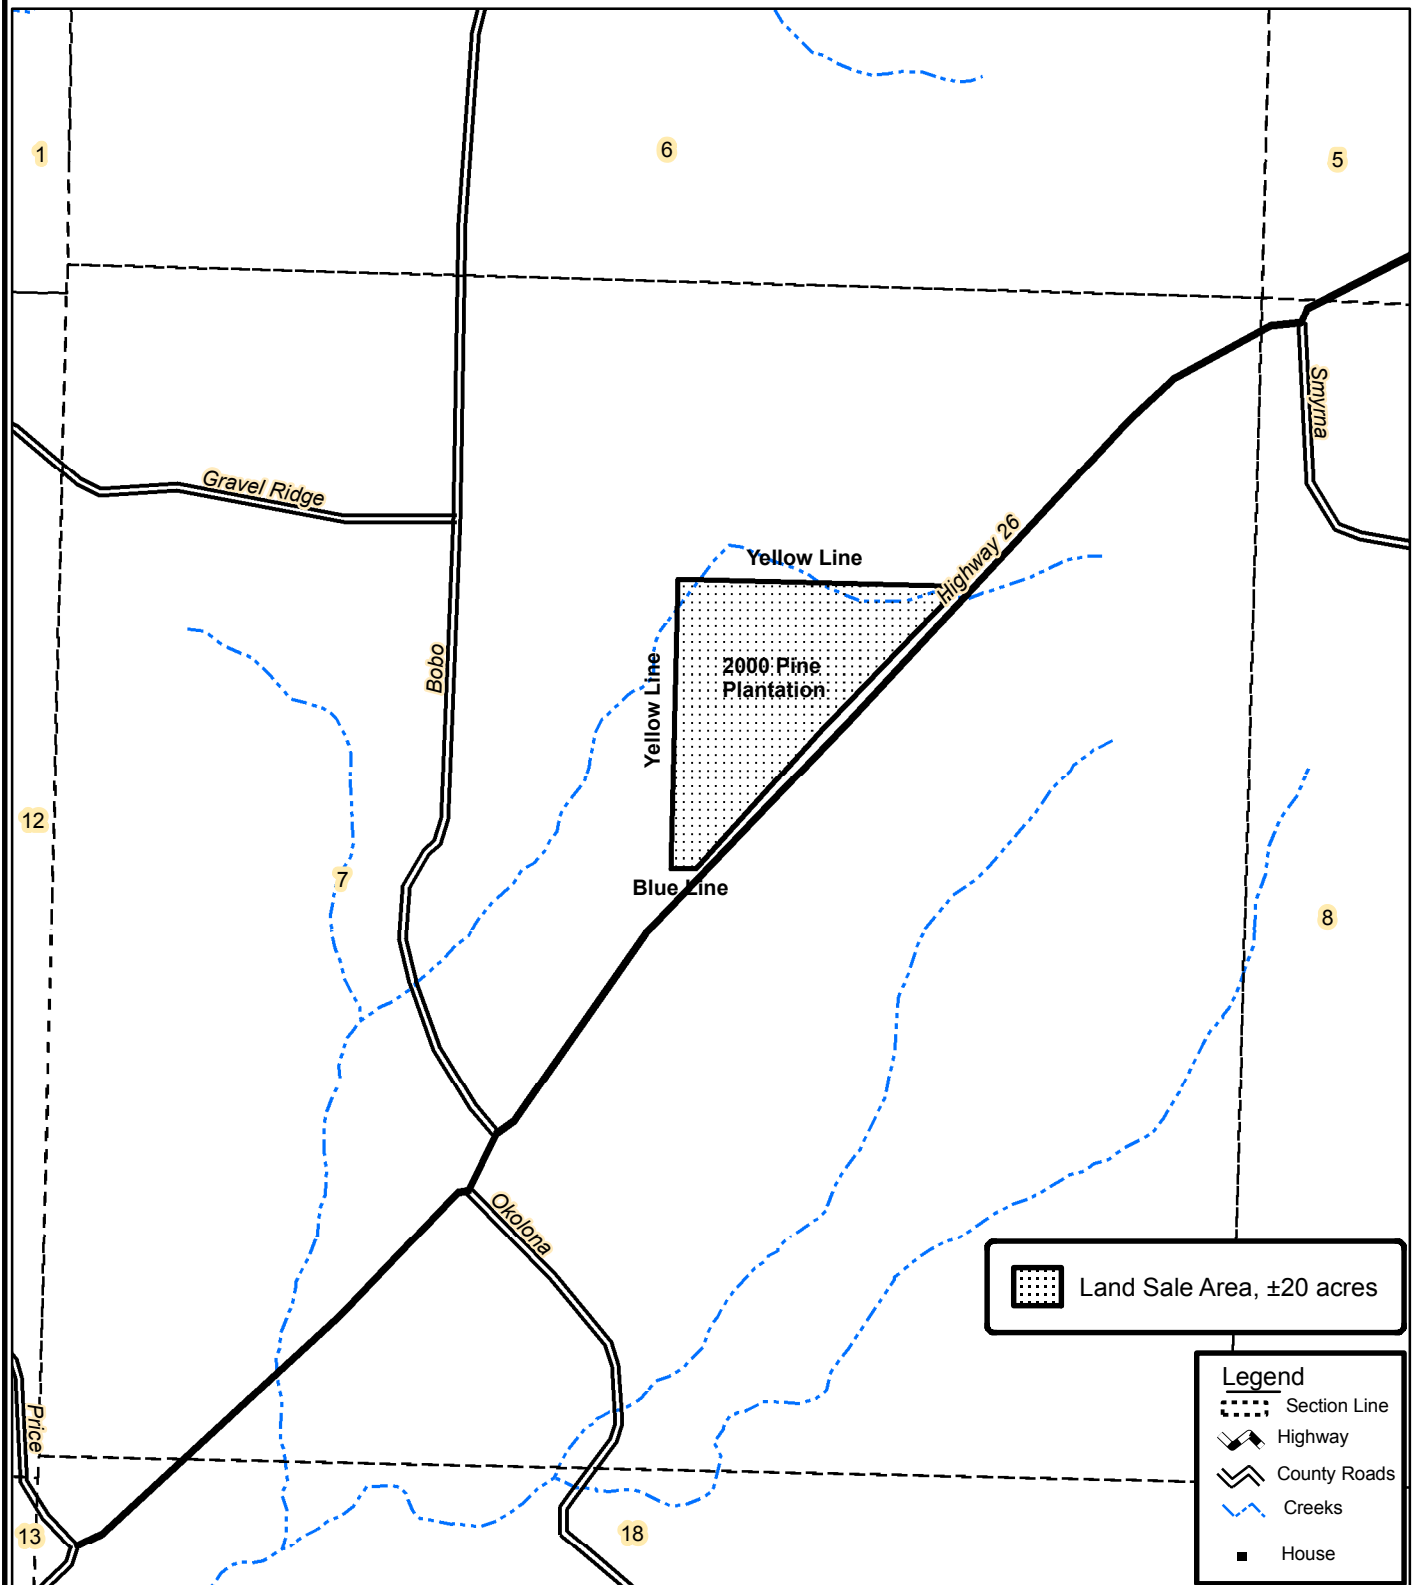 1
6
5
Smyrna
Gravel Ridge
Highway 26
Yellow Line
Bobo
Yellow Line
2000 Pine
Plantation
12
7
Blue Line
8
Okolona
Land Sale Area, ±20 acres
Legend
Section Line
Highway
County Roads
Creeks
House
Price
13
18